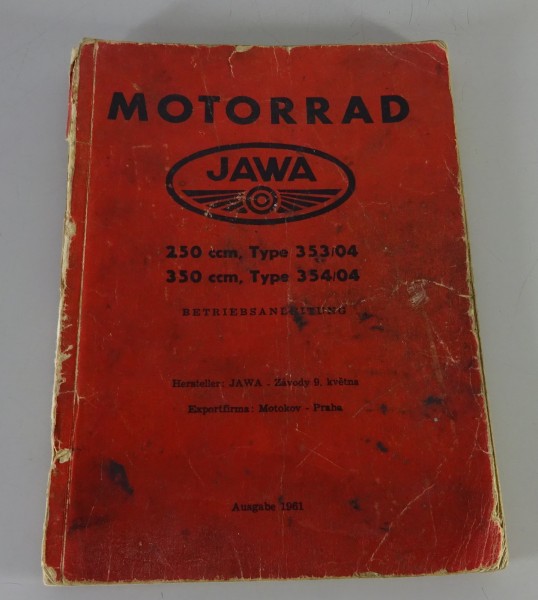 MOTORRAD
JAWA
250 ccm, Type 353/04
350 ccm, Type 354/04
BETRIEBSANLEITUNG
Hersteller: JAWA - Závody 9. května
Exportfirma: Motokov - Praha
Ausgabe 1961